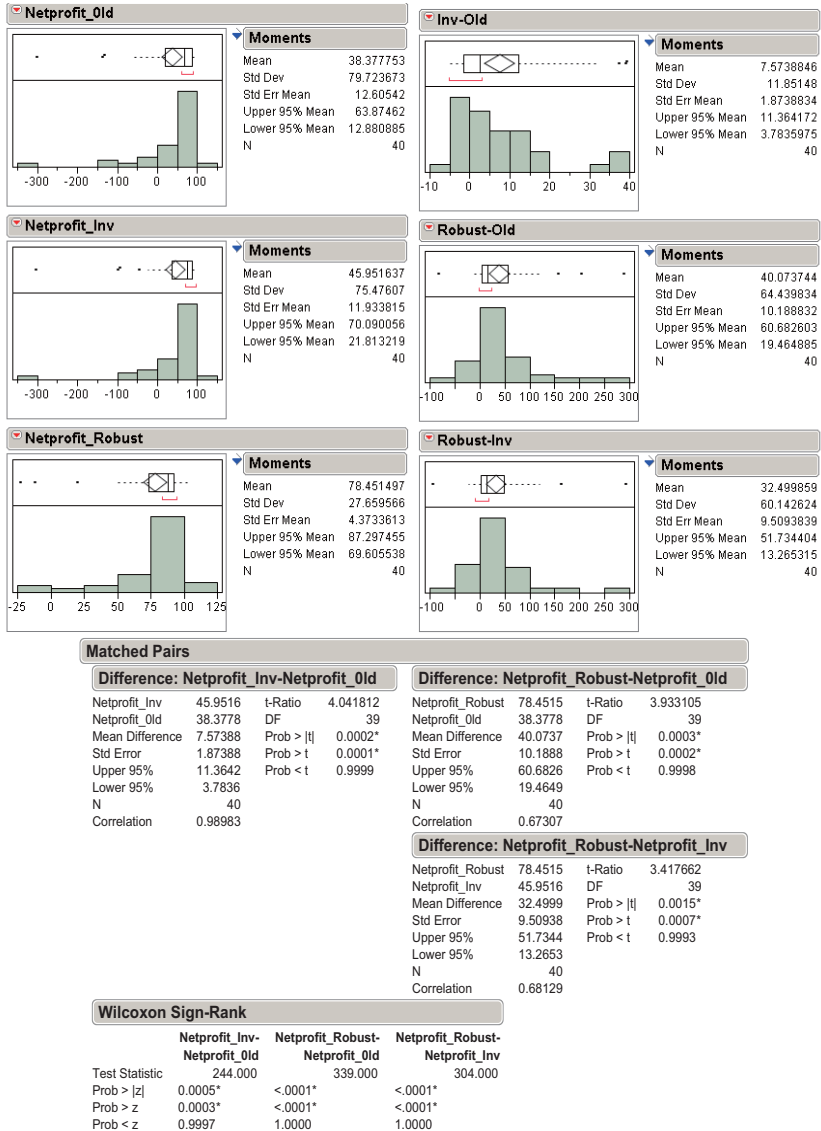 Netprofit_0ld
Moments
Mean 38.377753
Std Dev 79.723673
Std Err Mean 12.60542
Upper 95% Mean 63.87462
Lower 95% Mean 12.880885
N 40
-300 -200 -100 0 100
Inv-Old
Moments
Mean 7.5738846
Std Dev 11.85148
Std Err Mean 1.8738834
Upper 95% Mean 11.364172
Lower 95% Mean 3.7835975
N 40
-10 0 10 20 30 40
Netprofit_Inv
Moments
Mean 45.951637
Std Dev 75.47607
Std Err Mean 11.933815
Upper 95% Mean 70.090056
Lower 95% Mean 21.813219
N 40
-300 -200 -100 0 100
Robust-Old
Moments
Mean 40.073744
Std Dev 64.439834
Std Err Mean 10.188832
Upper 95% Mean 60.682603
Lower 95% Mean 19.464885
N 40
-100 0 50 100 150 200 250 300
Netprofit_Robust
Moments
Mean 78.451497
Std Dev 27.659566
Std Err Mean 4.3733613
Upper 95% Mean 87.297455
Lower 95% Mean 69.605538
N 40
-25 0 25 50 75 100 125
Robust-Inv
Moments
Mean 32.499859
Std Dev 60.142624
Std Err Mean 9.5093839
Upper 95% Mean 51.734404
Lower 95% Mean 13.265315
N 40
-100 0 50 100 150 200 250 300
Matched Pairs
Difference: Netprofit_Inv-Netprofit_0ld
Netprofit_Inv 45.9516 t-Ratio 4.041812
Netprofit_0ld 38.3778 DF 39
Mean Difference 7.57388 Prob > |t| 0.0002*
Std Error 1.87388 Prob > t 0.0001*
Upper 95% 11.3642 Prob < t 0.9999
Lower 95% 3.7836
N 40
Correlation 0.98983
Difference: Netprofit_Robust-Netprofit_0ld
Netprofit_Robust 78.4515 t-Ratio 3.933105
Netprofit_0ld 38.3778 DF 39
Mean Difference 40.0737 Prob > |t| 0.0003*
Std Error 10.1888 Prob > t 0.0002*
Upper 95% 60.6826 Prob < t 0.9998
Lower 95% 19.4649
N 40
Correlation 0.67307
Difference: Netprofit_Robust-Netprofit_Inv
Netprofit_Robust 78.4515 t-Ratio 3.417662
Netprofit_Inv 45.9516 DF 39
Mean Difference 32.4999 Prob > |t| 0.0015*
Std Error 9.50938 Prob > t 0.0007*
Upper 95% 51.7344 Prob < t 0.9993
Lower 95% 13.2653
N 40
Correlation 0.68129
Wilcoxon Sign-Rank
Netprofit_Inv- Netprofit_Robust- Netprofit_Robust-
Netprofit_0ld Netprofit_0ld Netprofit_Inv
Test Statistic 244.000 339.000 304.000
Prob > |z| 0.0005* <.0001* <.0001*
Prob > z 0.0003* <.0001* <.0001*
Prob < z 0.9997 1.0000 1.0000